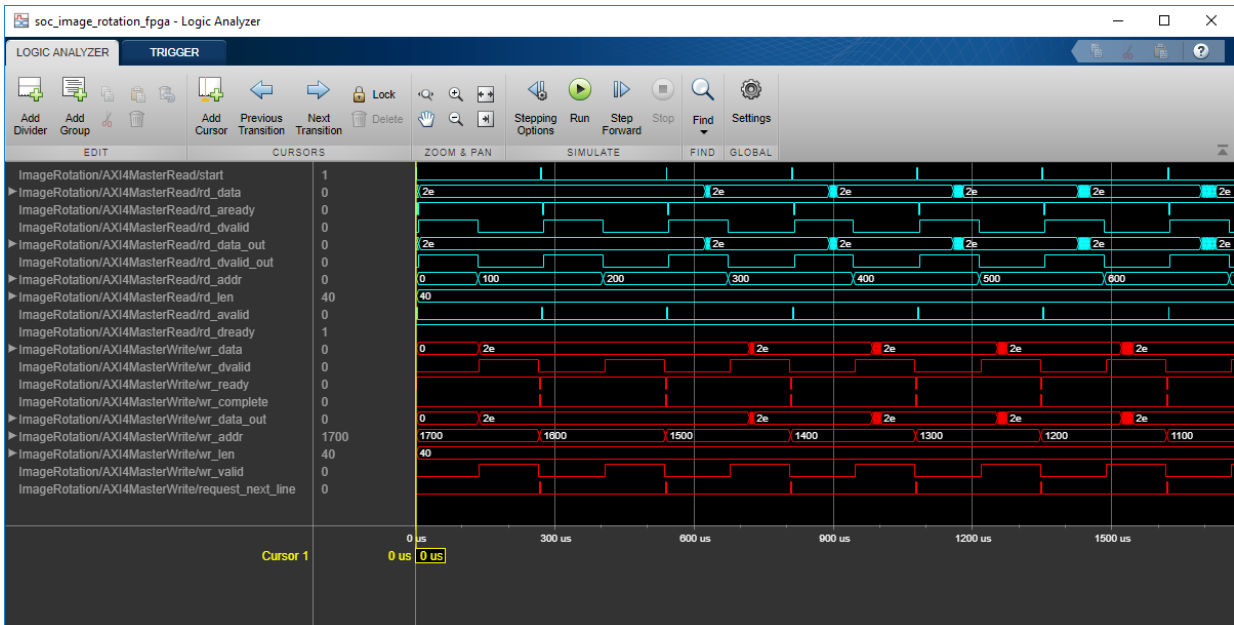 soc_image_rotation_fpga - Logic Analyzer
LOGIC ANALYZER TRIGGER
Add Divider
Add Group
Add Cursor
Previous Transition
Next Transition
Lock
Delete
Stepping Options
Run
Step Forward
Stop
Find
Settings
EDIT CURSORS ZOOM & PAN SIMULATE FIND GLOBAL
ImageRotation/AXI4MasterRead/start 1
ImageRotation/AXI4MasterRead/rd_data 0 2e 2e 2e 2e 2e 2e
ImageRotation/AXI4MasterRead/rd_aready 0
ImageRotation/AXI4MasterRead/rd_dvalid 0
ImageRotation/AXI4MasterRead/rd_data_out 0 2e 2e 2e 2e 2e 2e
ImageRotation/AXI4MasterRead/rd_dvalid_out 0
ImageRotation/AXI4MasterRead/rd_addr 0 0 100 200 300 400 500 600
ImageRotation/AXI4MasterRead/rd_len 40 40
ImageRotation/AXI4MasterRead/rd_avalid 0
ImageRotation/AXI4MasterRead/rd_dready 1
ImageRotation/AXI4MasterWrite/wr_data 0 0 2e 2e 2e 2e 2e
ImageRotation/AXI4MasterWrite/wr_dvalid 0
ImageRotation/AXI4MasterWrite/wr_ready 0
ImageRotation/AXI4MasterWrite/wr_complete 0
ImageRotation/AXI4MasterWrite/wr_data_out 0 0 2e 2e 2e 2e 2e
ImageRotation/AXI4MasterWrite/wr_addr 1700 1700 1600 1500 1400 1300 1200 1100
ImageRotation/AXI4MasterWrite/wr_len 40 40
ImageRotation/AXI4MasterWrite/wr_valid 0
ImageRotation/AXI4MasterWrite/request_next_line 0
0 us 300 us 600 us 900 us 1200 us 1500 us
Cursor 1 0 us 0 us